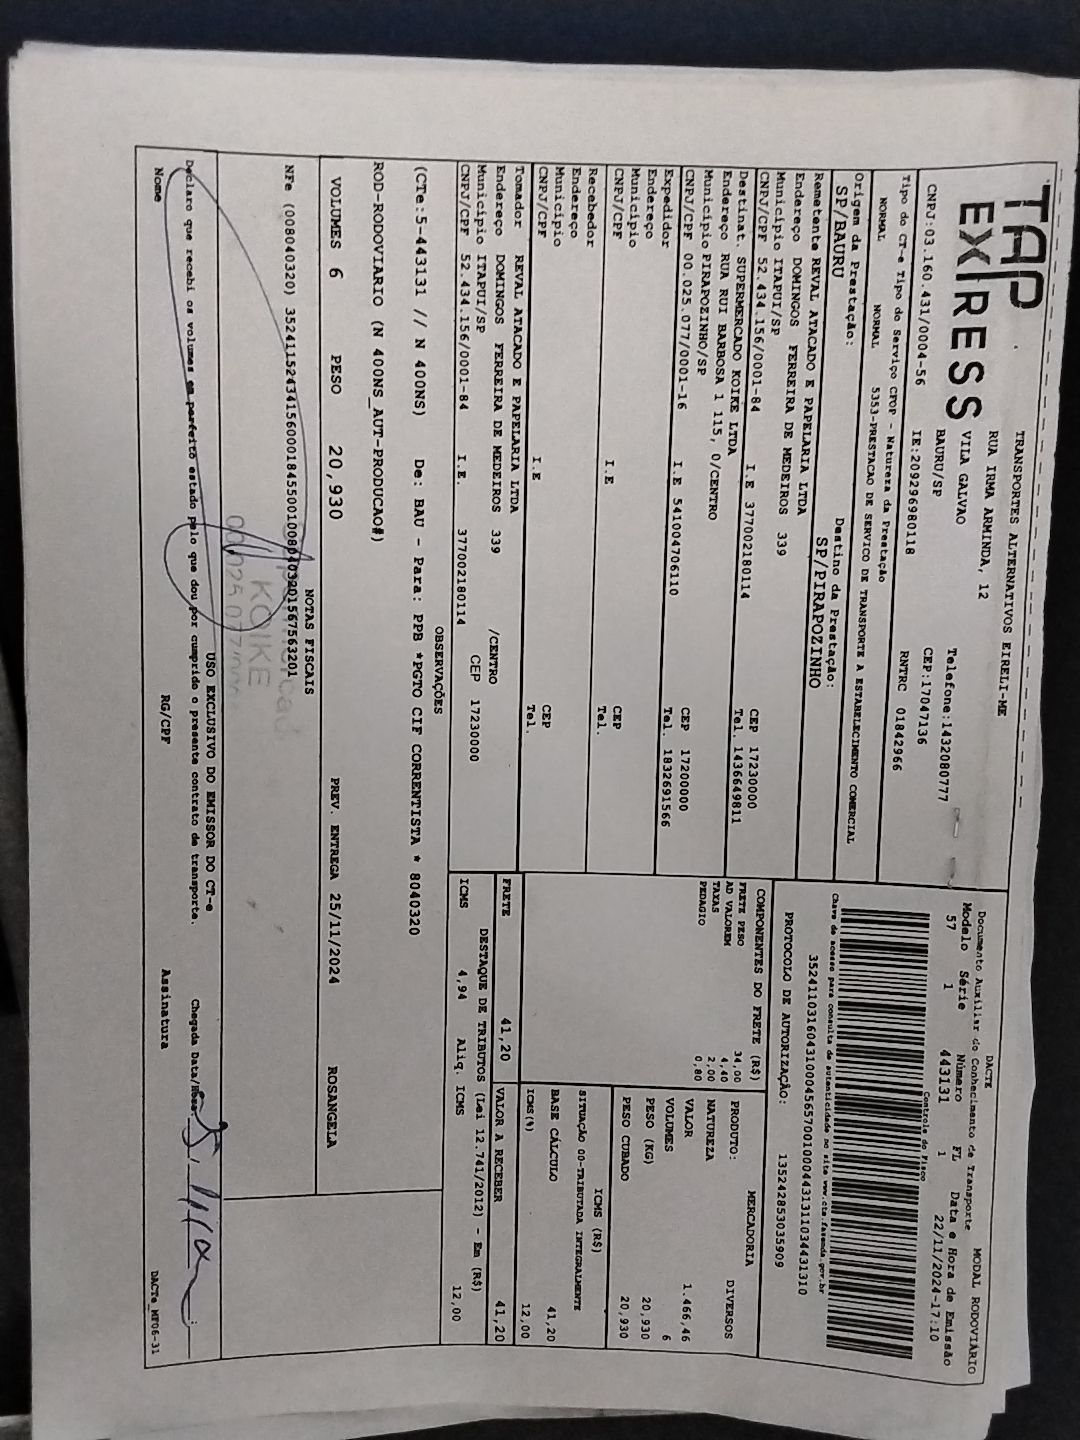 TAP EXPRESS
TRANSPORTES ALTERNATIVOS EIRELI-ME
RUA IRMA ARMINDA, 12
VILA GALVAO
BAURU/SP
Telefone:1432080777
CEP:17047136
CNPJ:03.160.431/0004-56 IE:209296980118 RNTRC 01842966
DACTE
Documento Auxiliar do Conhecimento de Transporte MODAL RODOVIÁRIO
Modelo Série Número FL Data e Hora de Emissão
57 1 443131 1 22/11/2024-17:10
Controle do Fisco
Chave de acesso para consulta de autenticidade no site www.cte.fazenda.gov.br
PROTOCOLO DE AUTORIZAÇÃO: 135242853035909
Tipo do CT-e Tipo do Serviço CFOP - Natureza da Prestação
NORMAL NORMAL 5353-PRESTACAO DE SERVICO DE TRANSPORTE A ESTABELECIMENTO COMERCIAL
Origem da Prestação: Destino da Prestação:
SP/BAURU SP/PIRAPOZINHO
Remetente REVAL ATACADO E PAPELARIA LTDA
Endereço DOMINGOS FERREIRA DE MEDEIROS 339
Município ITAPUI/SP CEP 17230000
CNPJ/CPF 52.434.156/0001-84 I.E 377002180114 Tel. 1436649811
Destinat. SUPERMERCADO KOIKE LTDA
Endereço RUA RUI BARBOSA 1 115, 0/CENTRO
Município PIRAPOZINHO/SP CEP 17200000
CNPJ/CPF 00.025.077/0001-16 I.E 541004706110 Tel. 1832691566
Expedidor
Endereço
Município CEP
CNPJ/CPF I.E Tel.
Recebedor
Endereço
Município CEP
CNPJ/CPF I.E Tel.
Tomador REVAL ATACADO E PAPELARIA LTDA
Endereço DOMINGOS FERREIRA DE MEDEIROS 339 /CENTRO
Município ITAPUI/SP CEP 17230000
CNPJ/CPF 52.434.156/0001-84 I.E. 377002180114
COMPONENTES DO FRETE (R$)
FRETE PESO 34,00
AD VALOREM 4,40
TAXAS 2,00
PEDAGIO 0,80
MERCADORIA
PRODUTO: DIVERSOS
NATUREZA
VALOR 1.466,46
VOLUMES 6
PESO (KG) 20,930
PESO CUBADO 20,930
ICMS (R$)
SITUAÇÃO 00-TRIBUTADA INTEGRALMENTE
BASE CÁLCULO 41,20
ICMS(%) 12,00
FRETE 41,20 VALOR A RECEBER 41,20
DESTAQUE DE TRIBUTOS (Lei 12.741/2012) - Em (R$)
ICMS 4,94 Aliq. ICMS 12,00
OBSERVAÇÕES
(CTe:5-443131 // N 400NS) De: BAU - Para: PPB *PGTO CIF CORRENTISTA * 8040320
ROD-RODOVIARIO (N 400NS_AUT-PRODUCAO#)
VOLUMES 6 PESO 20,930 PREV. ENTREGA 25/11/2024 ROSANGELA
NOTAS FISCAIS
KOIKE
USO EXCLUSIVO DO EMISSOR DO CT-e
Declaro que recebi os volumes em perfeito estado pelo que dou por cumprido o presente contrato de transporte. Chegada Data/Hora:
Nome RG/CPF Assinatura
DACTe_MF06-31